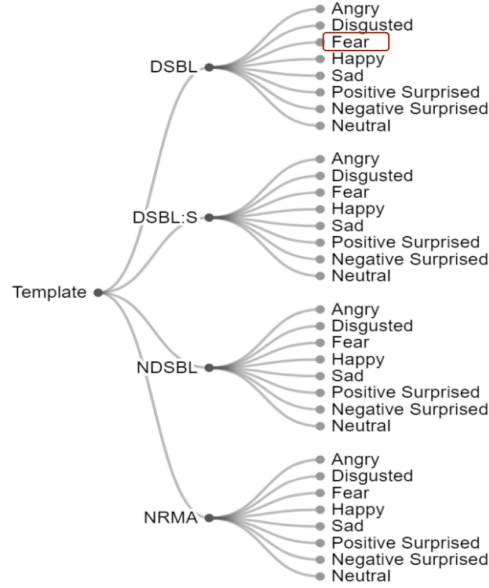 Template
DSBL
Angry
Disgusted
Fear
Happy
Sad
Positive Surprised
Negative Surprised
Neutral
DSBL:S
Angry
Disgusted
Fear
Happy
Sad
Positive Surprised
Negative Surprised
Neutral
NDSBL
Angry
Disgusted
Fear
Happy
Sad
Positive Surprised
Negative Surprised
Neutral
NRMA
Angry
Disgusted
Fear
Happy
Sad
Positive Surprised
Negative Surprised
Neutral